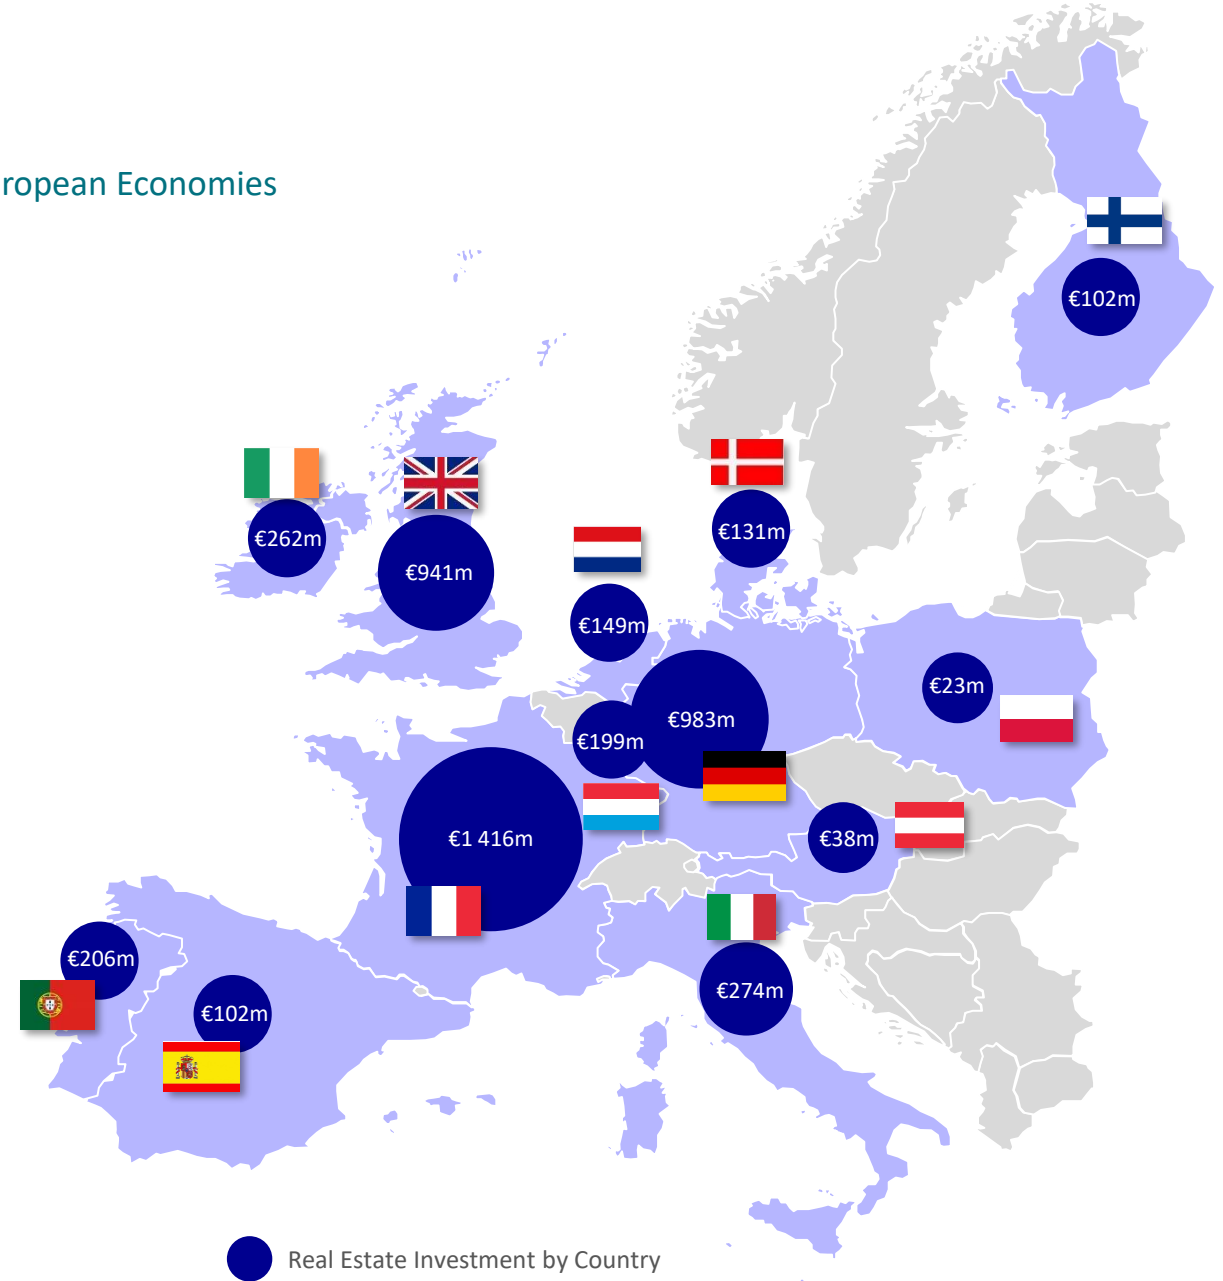 ropean Economies
€102m
€262m
€941m
€131m
€149m
€23m
€983m
€199m
€1 416m
€38m
€206m
€274m
€102m
Real Estate Investment by Country